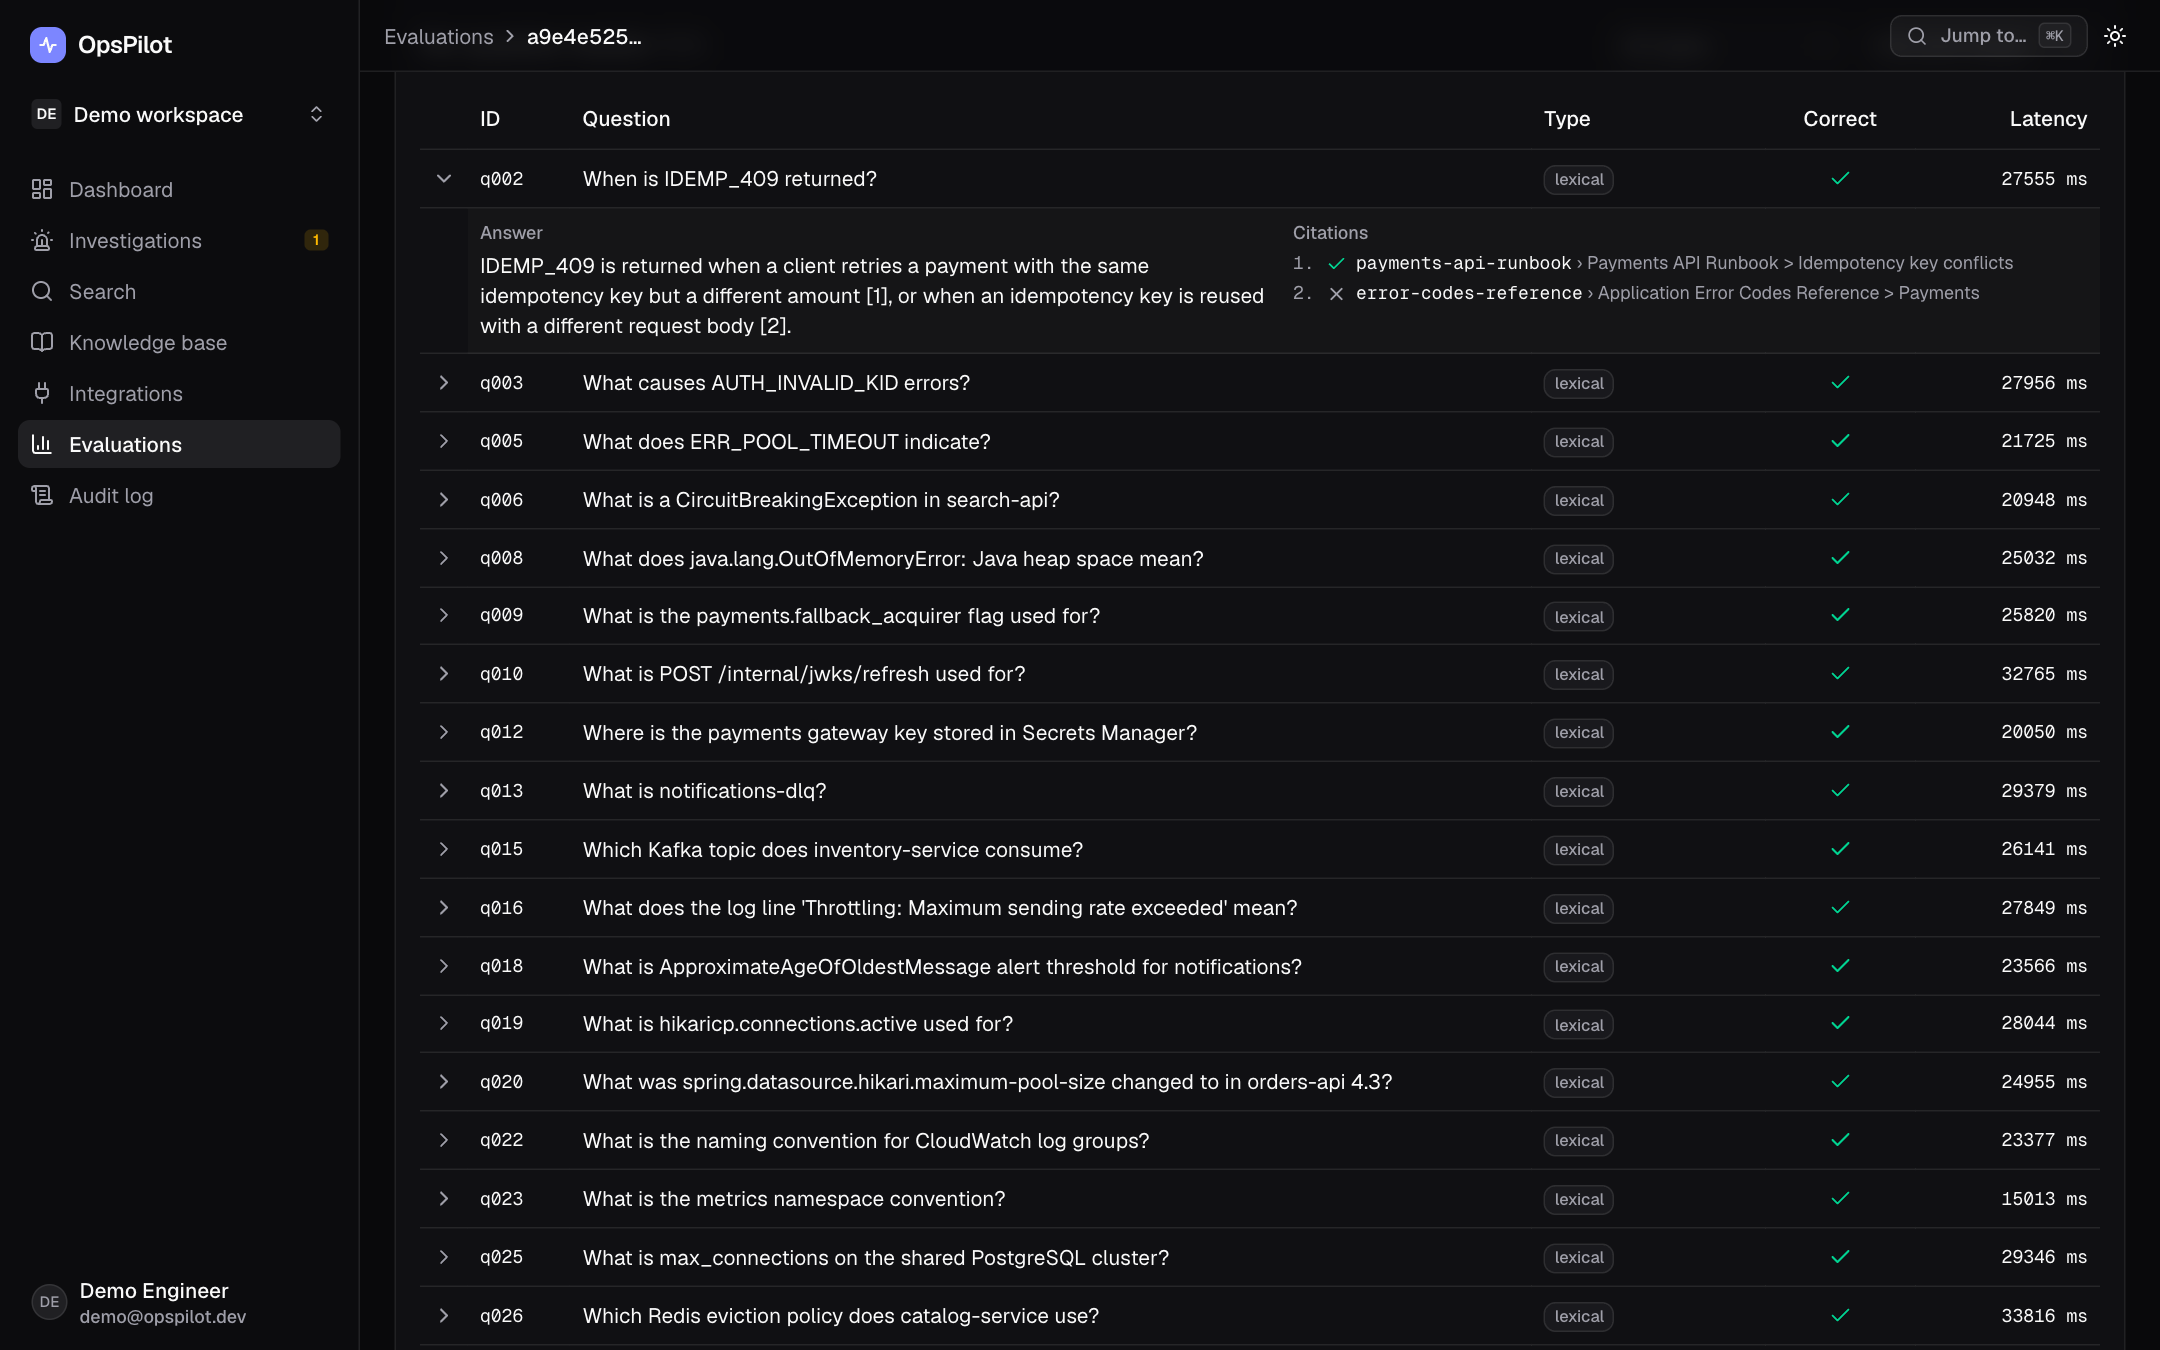 OpsPilot
DE Demo workspace
Dashboard
Investigations 1
Search
Knowledge base
Integrations
Evaluations
Audit log
DE Demo Engineer
demo@opspilot.dev
Evaluations > a9e4e525...
Jump to... ⌘K
ID Question Type Correct Latency
q002 When is IDEMP_409 returned? lexical ✓ 27555 ms
Answer
IDEMP_409 is returned when a client retries a payment with the same
idempotency key but a different amount [1], or when an idempotency key is reused
with a different request body [2].
Citations
1. ✓ payments-api-runbook › Payments API Runbook > Idempotency key conflicts
2. ✕ error-codes-reference › Application Error Codes Reference > Payments
q003 What causes AUTH_INVALID_KID errors? lexical ✓ 27956 ms
q005 What does ERR_POOL_TIMEOUT indicate? lexical ✓ 21725 ms
q006 What is a CircuitBreakingException in search-api? lexical ✓ 20948 ms
q008 What does java.lang.OutOfMemoryError: Java heap space mean? lexical ✓ 25032 ms
q009 What is the payments.fallback_acquirer flag used for? lexical ✓ 25820 ms
q010 What is POST /internal/jwks/refresh used for? lexical ✓ 32765 ms
q012 Where is the payments gateway key stored in Secrets Manager? lexical ✓ 20050 ms
q013 What is notifications-dlq? lexical ✓ 29379 ms
q015 Which Kafka topic does inventory-service consume? lexical ✓ 26141 ms
q016 What does the log line 'Throttling: Maximum sending rate exceeded' mean? lexical ✓ 27849 ms
q018 What is ApproximateAgeOfOldestMessage alert threshold for notifications? lexical ✓ 23566 ms
q019 What is hikaricp.connections.active used for? lexical ✓ 28044 ms
q020 What was spring.datasource.hikari.maximum-pool-size changed to in orders-api 4.3? lexical ✓ 24955 ms
q022 What is the naming convention for CloudWatch log groups? lexical ✓ 23377 ms
q023 What is the metrics namespace convention? lexical ✓ 15013 ms
q025 What is max_connections on the shared PostgreSQL cluster? lexical ✓ 29346 ms
q026 Which Redis eviction policy does catalog-service use? lexical ✓ 33816 ms